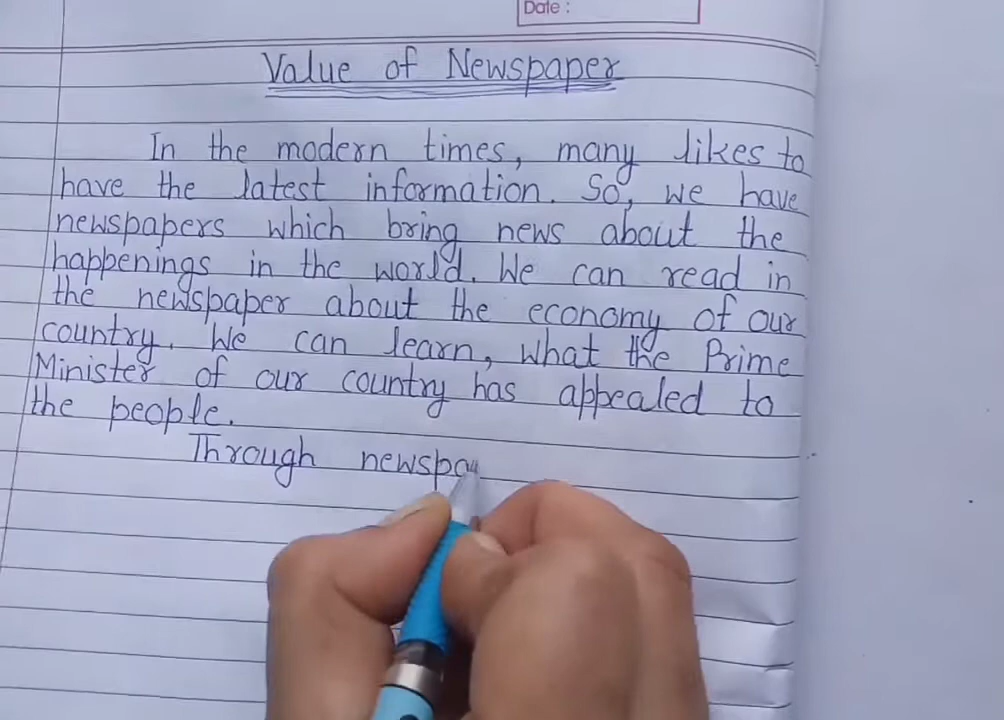 Date :
Value of Newspaper
In the modern times, many likes to
have the latest information. So, we have
newspapers which bring news about the
happenings in the world. We can read in
the newspaper about the economy of our
country. We can learn, what the Prime
Minister of our country has appealed to
the people.
Through newspa